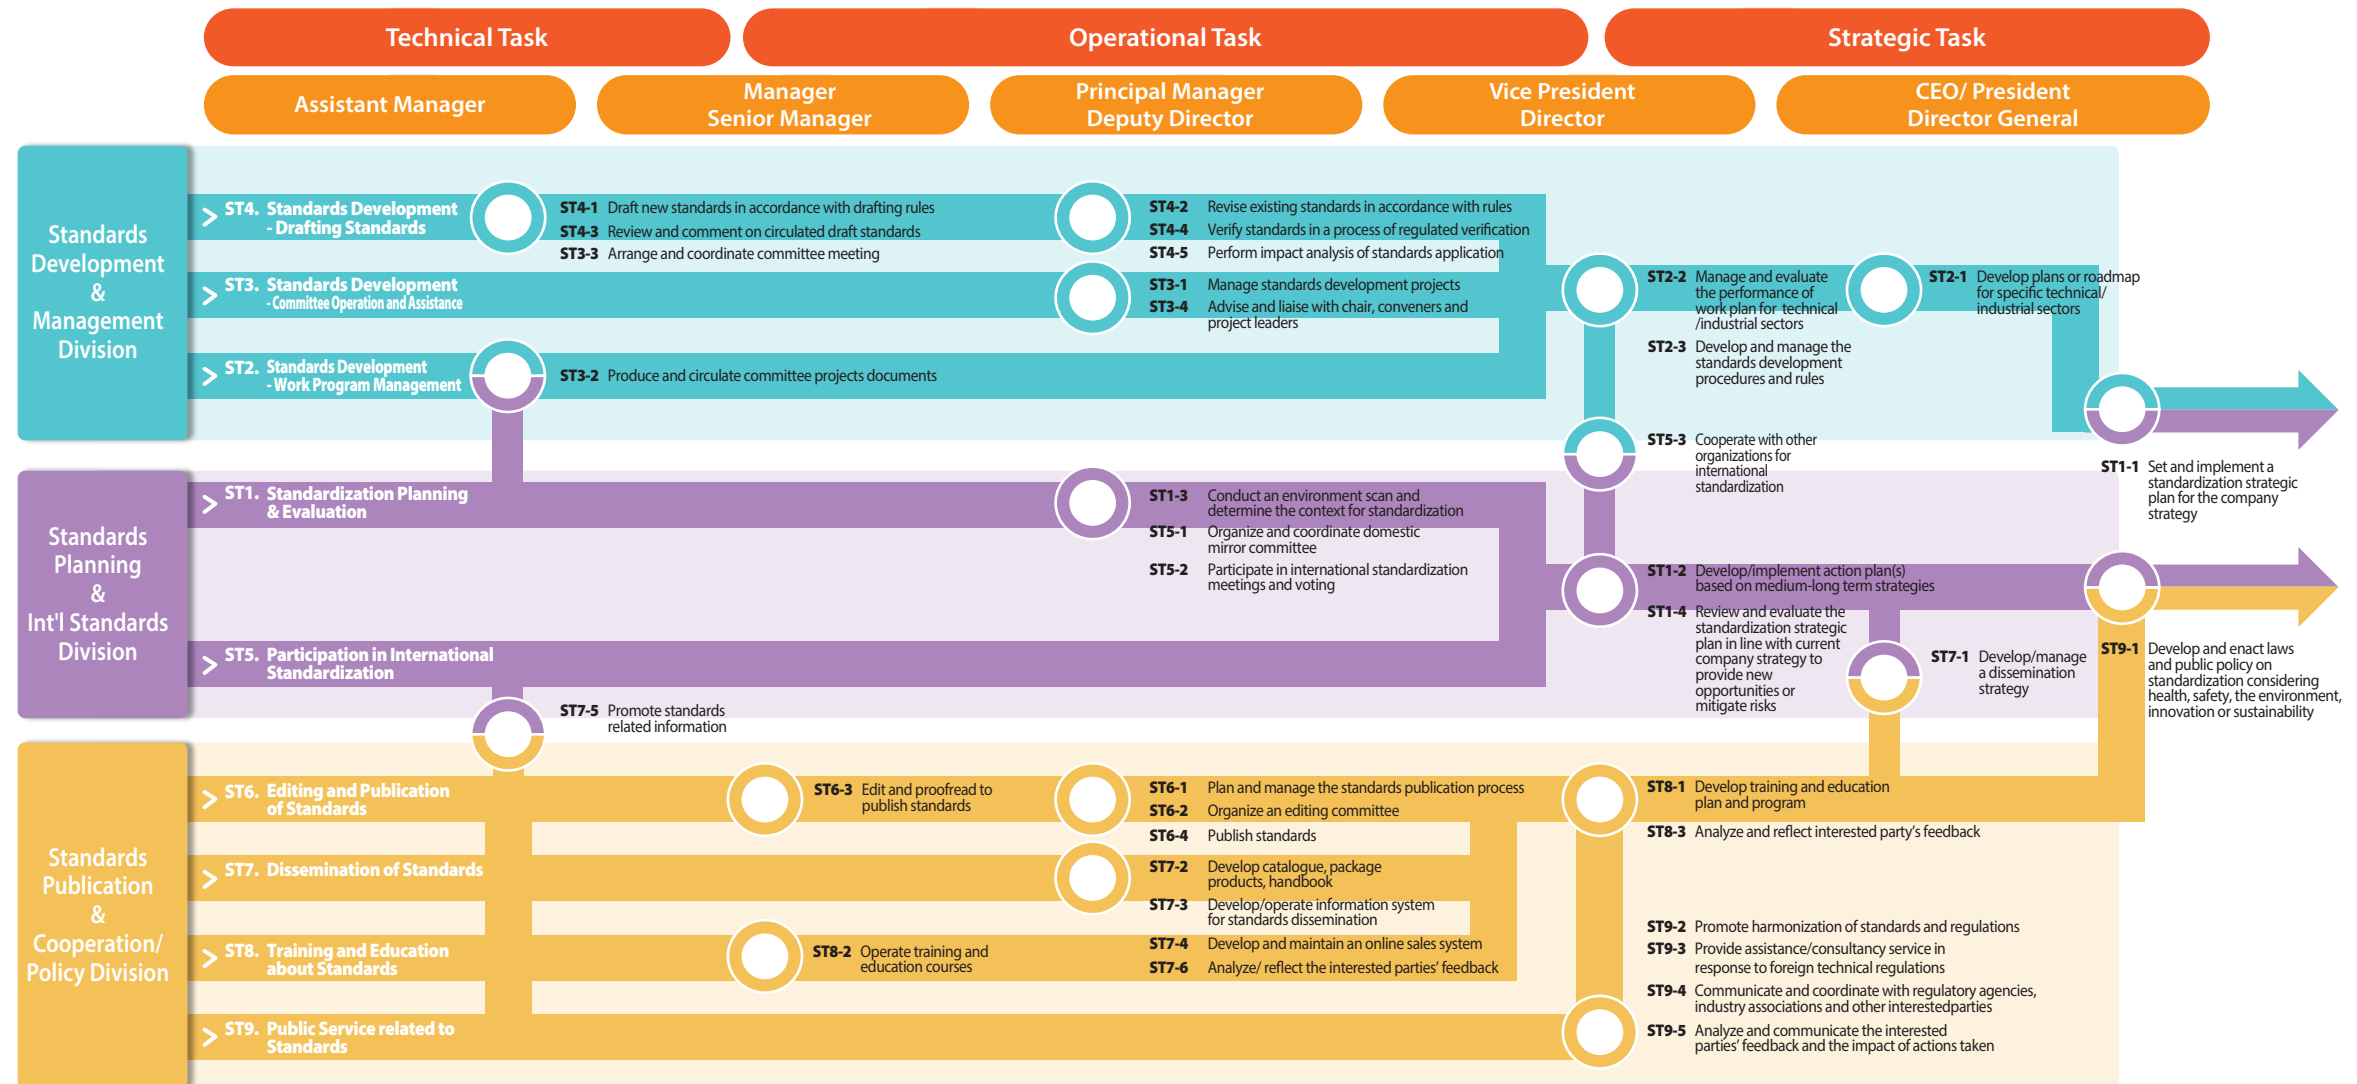 Technical Task
Operational Task
Strategic Task
Assistant Manager
Manager
Senior Manager
Principal Manager
Deputy Director
Vice President
Director
CEO/ President
Director General
Standards
Development
&
Management
Division
ST4. Standards Development
- Drafting Standards
ST4-1 Draft new standards in accordance with drafting rules
ST4-3 Review and comment on circulated draft standards
ST3-3 Arrange and coordinate committee meeting
ST4-2 Revise existing standards in accordance with rules
ST4-4 Verify standards in a process of regulated verification
ST4-5 Perform impact analysis of standards application
ST3. Standards Development
- Committee Operation and Assistance
ST3-1 Manage standards development projects
ST3-4 Advise and liaise with chair, conveners and
project leaders
ST2-2 Manage and evaluate
the performance of
work plan for technical
/industrial sectors
ST2-3 Develop and manage the
standards development
procedures and rules
ST2-1 Develop plans or roadmap
for specific technical/
industrial sectors
ST2. Standards Development
- Work Program Management
ST3-2 Produce and circulate committee projects documents
ST5-3 Cooperate with other
organizations for
international
standardization
ST1-1 Set and implement a
standardization strategic
plan for the company
strategy
Standards
Planning
&
Int'l Standards
Division
ST1. Standardization Planning
& Evaluation
ST1-3 Conduct an environment scan and
determine the context for standardization
ST5-1 Organize and coordinate domestic
mirror committee
ST5-2 Participate in international standardization
meetings and voting
ST1-2 Develop/implement action plan(s)
based on medium-long term strategies
ST1-4 Review and evaluate the
standardization strategic
plan in line with current
company strategy to
provide new
opportunities or
mitigate risks
ST7-1 Develop/manage
a dissemination
strategy
ST9-1 Develop and enact laws
and public policy on
standardization considering
health, safety, the environment,
innovation or sustainability
ST5. Participation in International
Standardization
ST7-5 Promote standards
related information
Standards
Publication
&
Cooperation/
Policy Division
ST6. Editing and Publication
of Standards
ST6-3 Edit and proofread to
publish standards
ST6-1 Plan and manage the standards publication process
ST6-2 Organize an editing committee
ST6-4 Publish standards
ST8-1 Develop training and education
plan and program
ST8-3 Analyze and reflect interested party's feedback
ST7. Dissemination of Standards
ST7-2 Develop catalogue, package
products, handbook
ST7-3 Develop/operate information system
for standards dissemination
ST7-4 Develop and maintain an online sales system
ST7-6 Analyze/ reflect the interested parties' feedback
ST8. Training and Education
about Standards
ST8-2 Operate training and
education courses
ST9-2 Promote harmonization of standards and regulations
ST9-3 Provide assistance/consultancy service in
response to foreign technical regulations
ST9-4 Communicate and coordinate with regulatory agencies,
industry associations and other interestedparties
ST9-5 Analyze and communicate the interested
parties' feedback and the impact of actions taken
ST9. Public Service related to
Standards